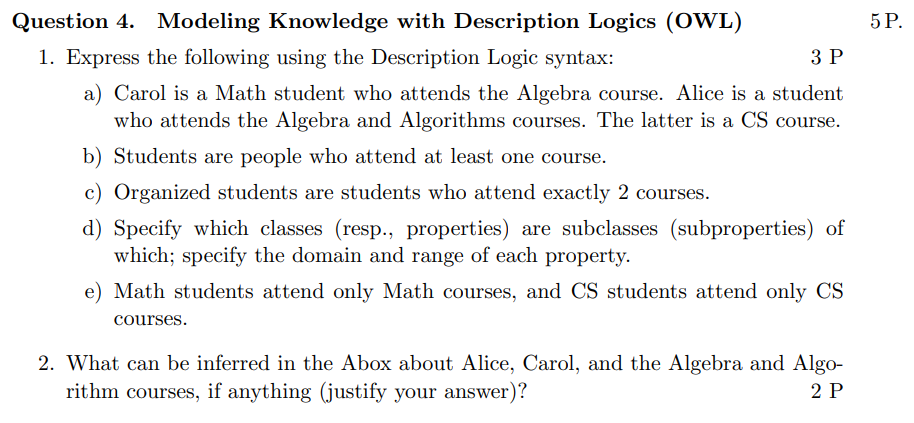 Question 4. Modeling Knowledge with Description Logics (OWL) 5 P.
1. Express the following using the Description Logic syntax: 3 P
a) Carol is a Math student who attends the Algebra course. Alice is a student
who attends the Algebra and Algorithms courses. The latter is a CS course.
b) Students are people who attend at least one course.
c) Organized students are students who attend exactly 2 courses.
d) Specify which classes (resp., properties) are subclasses (subproperties) of
which; specify the domain and range of each property.
e) Math students attend only Math courses, and CS students attend only CS
courses.
2. What can be inferred in the Abox about Alice, Carol, and the Algebra and Algo-
rithm courses, if anything (justify your answer)? 2 P